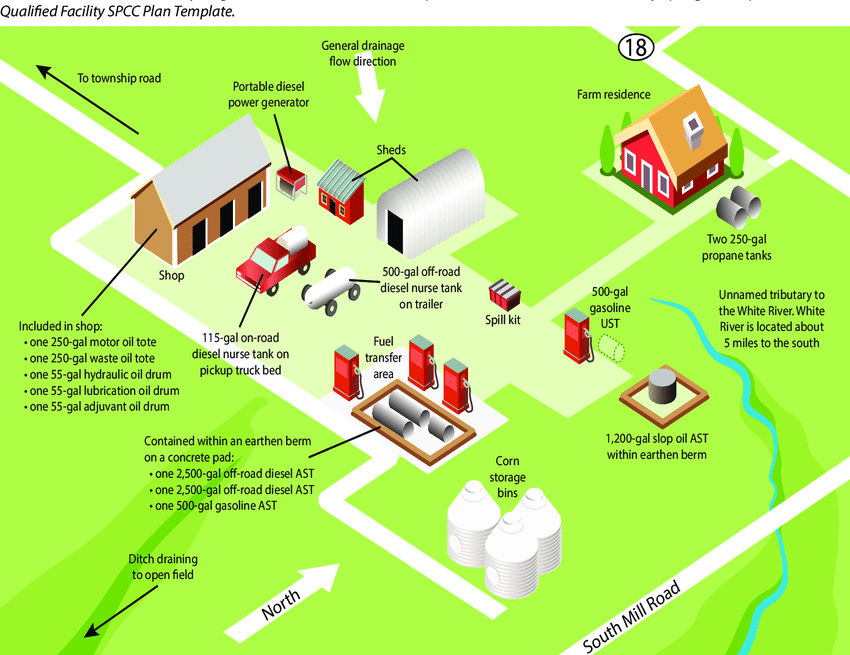 Qualified Facility SPCC Plan Template.
18
General drainage
flow direction
To township road
Portable diesel
power generator
Farm residence
Sheds
Two 250-gal
propane tanks
Shop
500-gal off-road
diesel nurse tank
on trailer
Spill kit
500-gal
gasoline
UST
Unnamed tributary to
the White River. White
River is located about
5 miles to the south
Included in shop:
• one 250-gal motor oil tote
• one 250-gal waste oil tote
• one 55-gal hydraulic oil drum
• one 55-gal lubrication oil drum
• one 55-gal adjuvant oil drum
115-gal on-road
diesel nurse tank on
pickup truck bed
Fuel
transfer
area
1,200-gal slop oil AST
within earthen berm
Contained within an earthen berm
on a concrete pad:
• one 2,500-gal off-road diesel AST
• one 2,500-gal off-road diesel AST
• one 500-gal gasoline AST
Corn
storage
bins
Ditch draining
to open field
North
South Mill Road